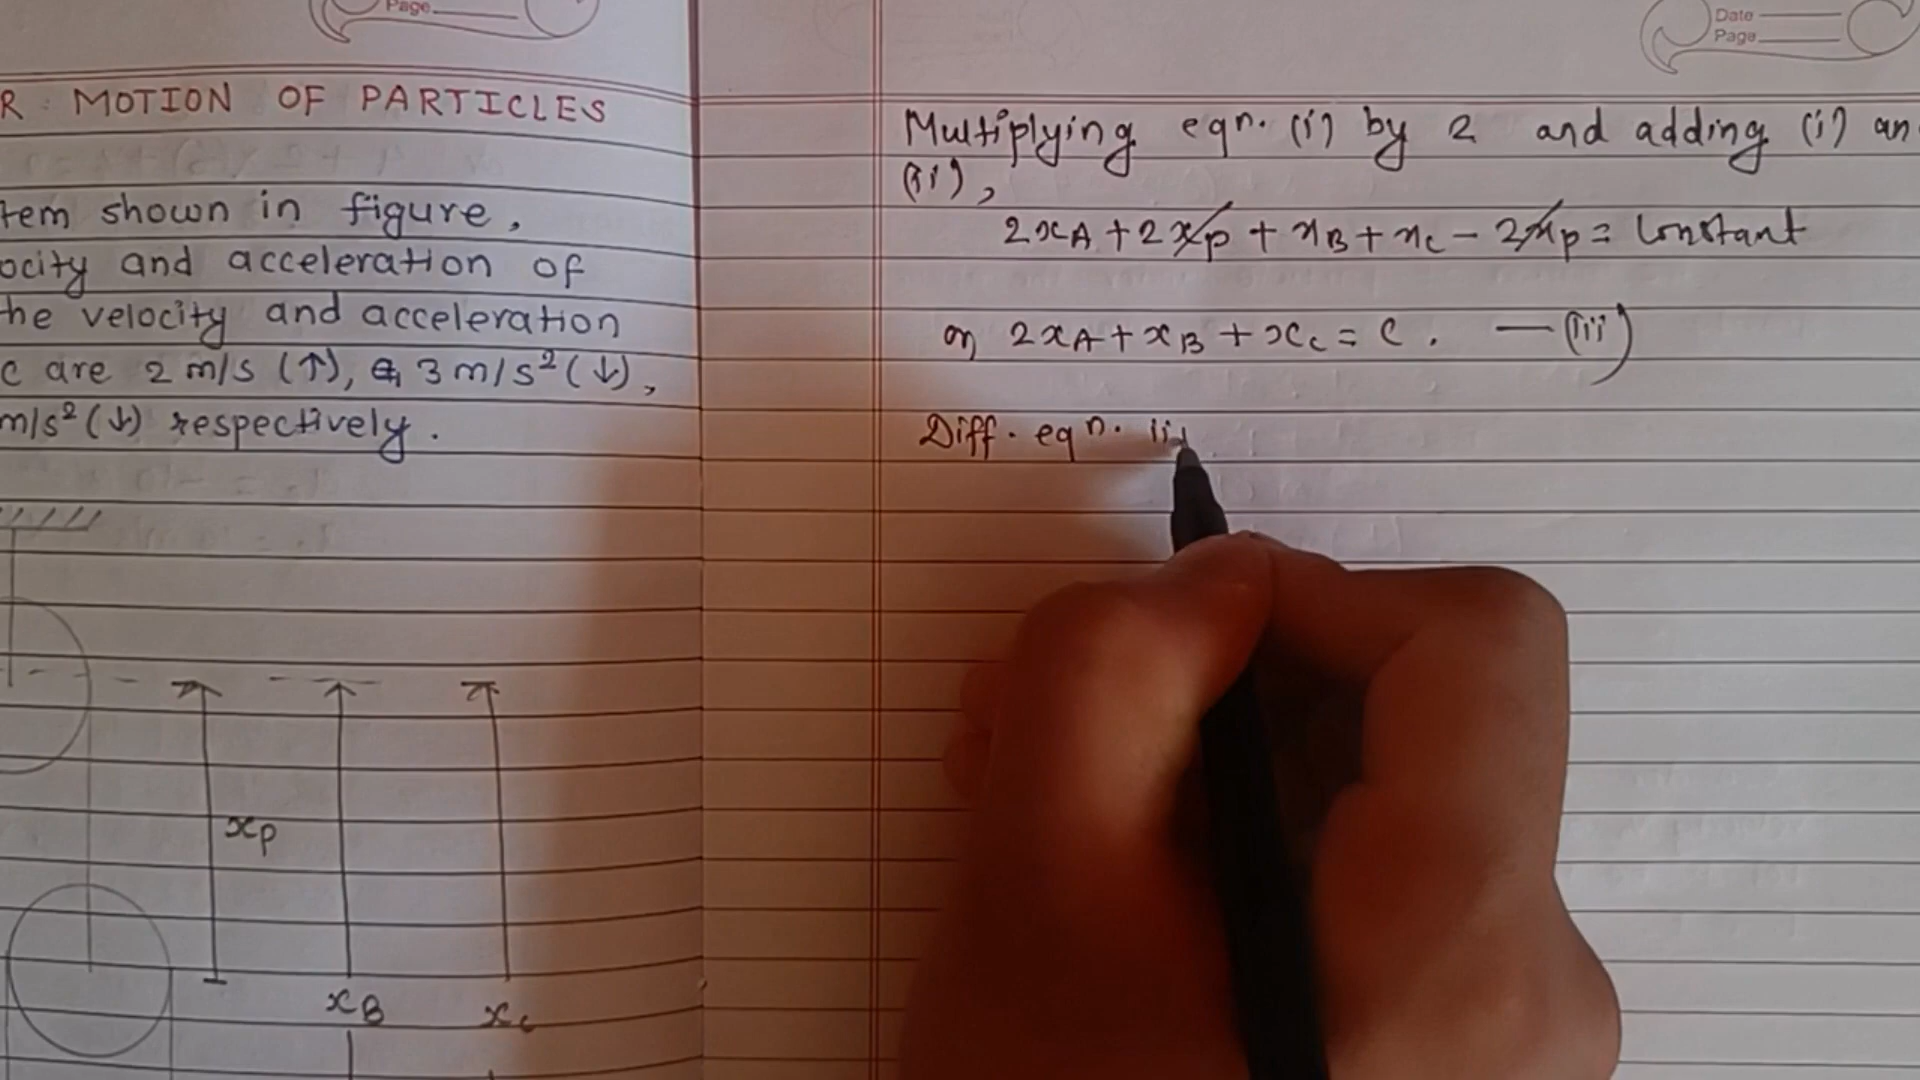 Page
R MOTION OF PARTICLES
tem shown in figure,
ocity and acceleration of
he velocity and acceleration
c are 2 m/s (↑), 3 m/s² (↓),
m/s² (↓) respectively.
xP
xB xC
Date
Page
Multiplying eqn. (i) by 2 and adding (i) an
(ii),
2xA + 2xP + xB + xC - 2xP = Constant
or 2xA + xB + xC = C. — (iii)
Diff. eqn. ii